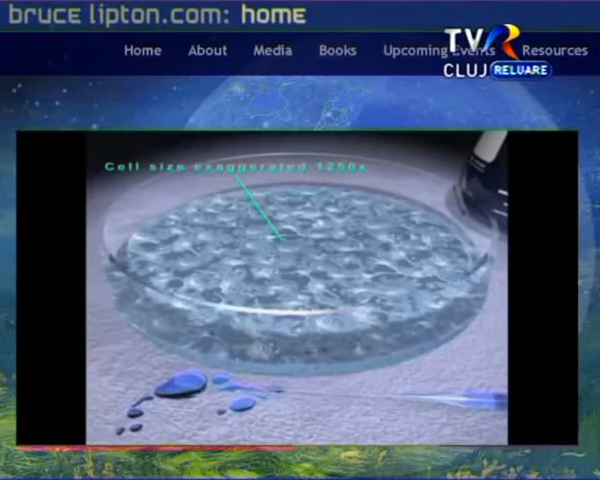 bruce lipton.com: home
TVR
CLUJ RELUARE
Home About Media Books Upcoming Events Resources
Cell size exaggerated 1250x